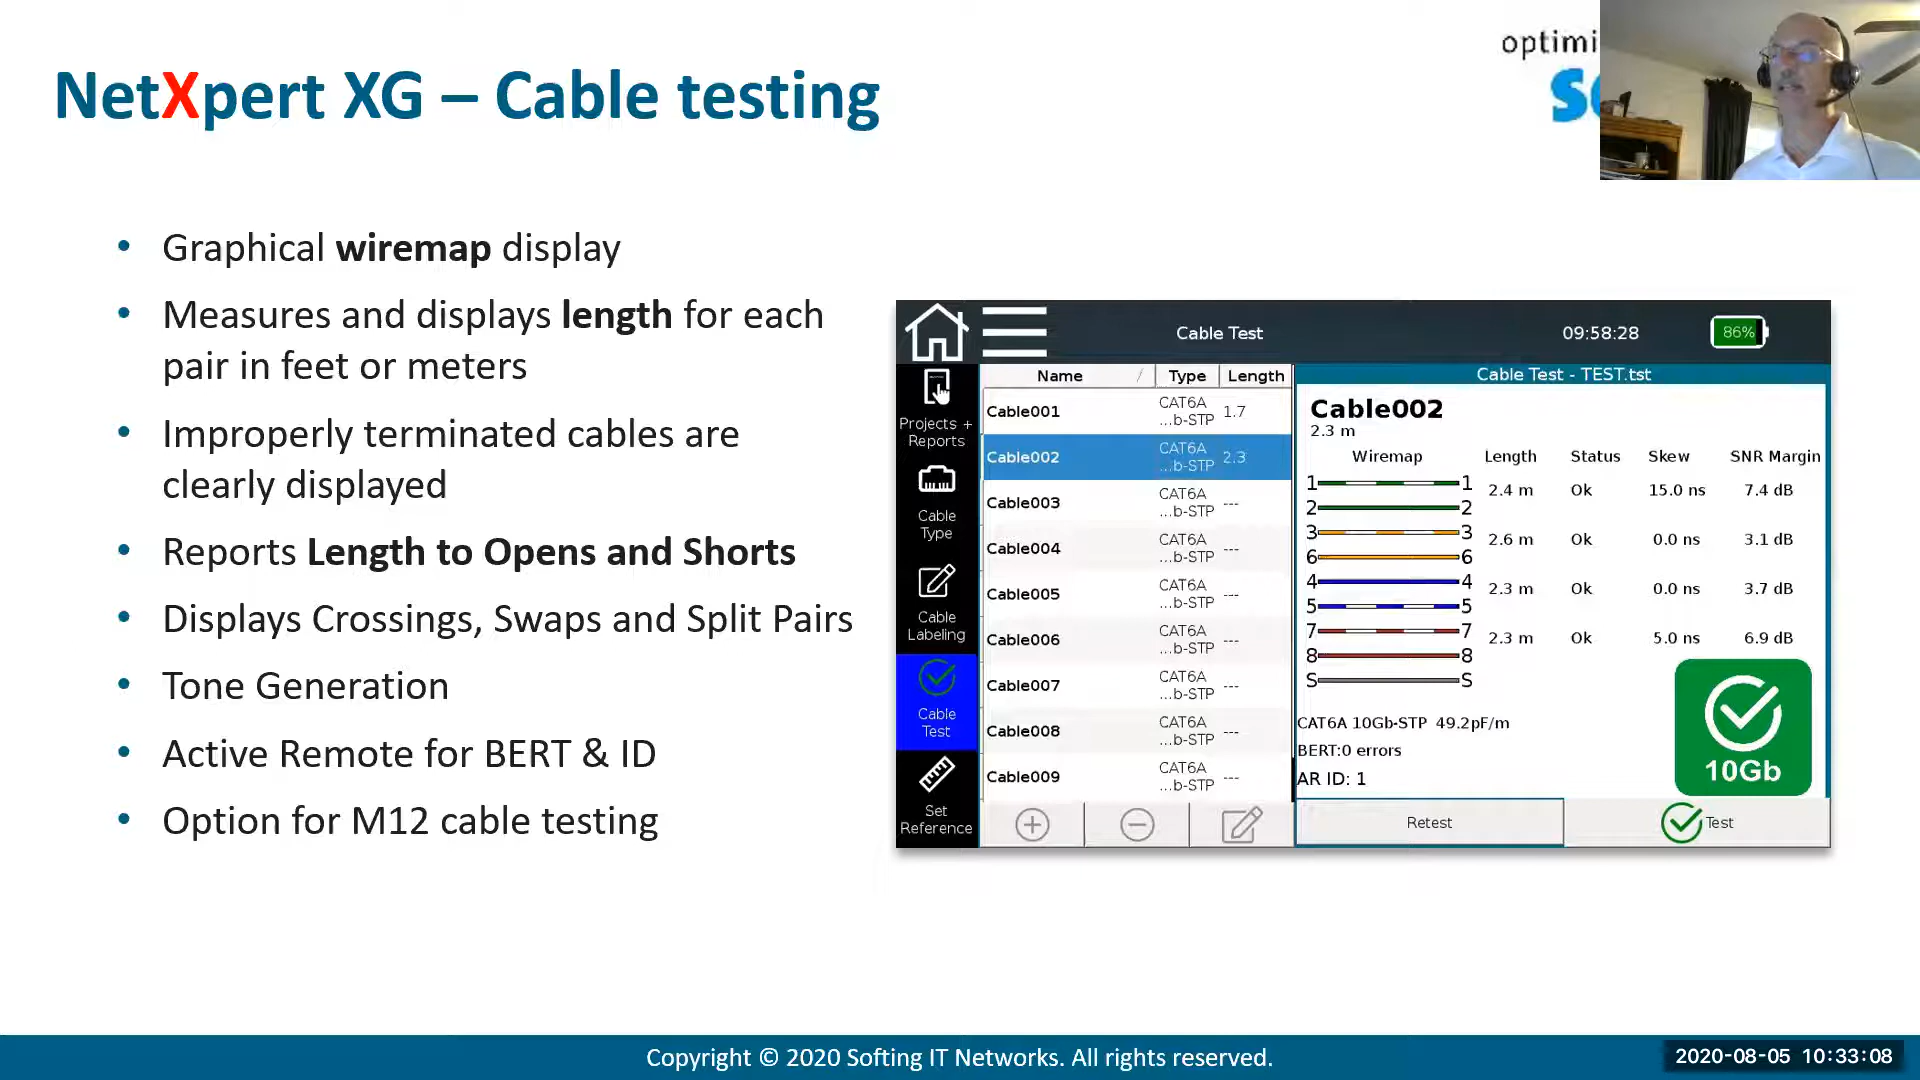 NetXpert XG – Cable testing
optimi
• Graphical wiremap display
• Measures and displays length for each
pair in feet or meters
• Improperly terminated cables are
clearly displayed
• Reports Length to Opens and Shorts
• Displays Crossings, Swaps and Split Pairs
• Tone Generation
• Active Remote for BERT & ID
• Option for M12 cable testing
Cable Test 09:58:28 86%
Projects +
Reports
Cable
Type
Cable
Labeling
Cable
Test
Set
Reference
Name / Type Length
Cable001 CAT6A ...b-STP 1.7
Cable002 CAT6A ...b-STP 2.3
Cable003 CAT6A ...b-STP ---
Cable004 CAT6A ...b-STP ---
Cable005 CAT6A ...b-STP ---
Cable006 CAT6A ...b-STP ---
Cable007 CAT6A ...b-STP ---
Cable008 CAT6A ...b-STP ---
Cable009 CAT6A ...b-STP ---
Cable Test - TEST.tst
Cable002
2.3 m
Wiremap Length Status Skew SNR Margin
1 1 2.4 m Ok 15.0 ns 7.4 dB
2 2
3 3 2.6 m Ok 0.0 ns 3.1 dB
6 6
4 4 2.3 m Ok 0.0 ns 3.7 dB
5 5
7 7 2.3 m Ok 5.0 ns 6.9 dB
8 8
S S
CAT6A 10Gb-STP 49.2pF/m
BERT:0 errors
AR ID: 1
10Gb
Retest Test
Copyright © 2020 Softing IT Networks. All rights reserved.
2020-08-05 10:33:08